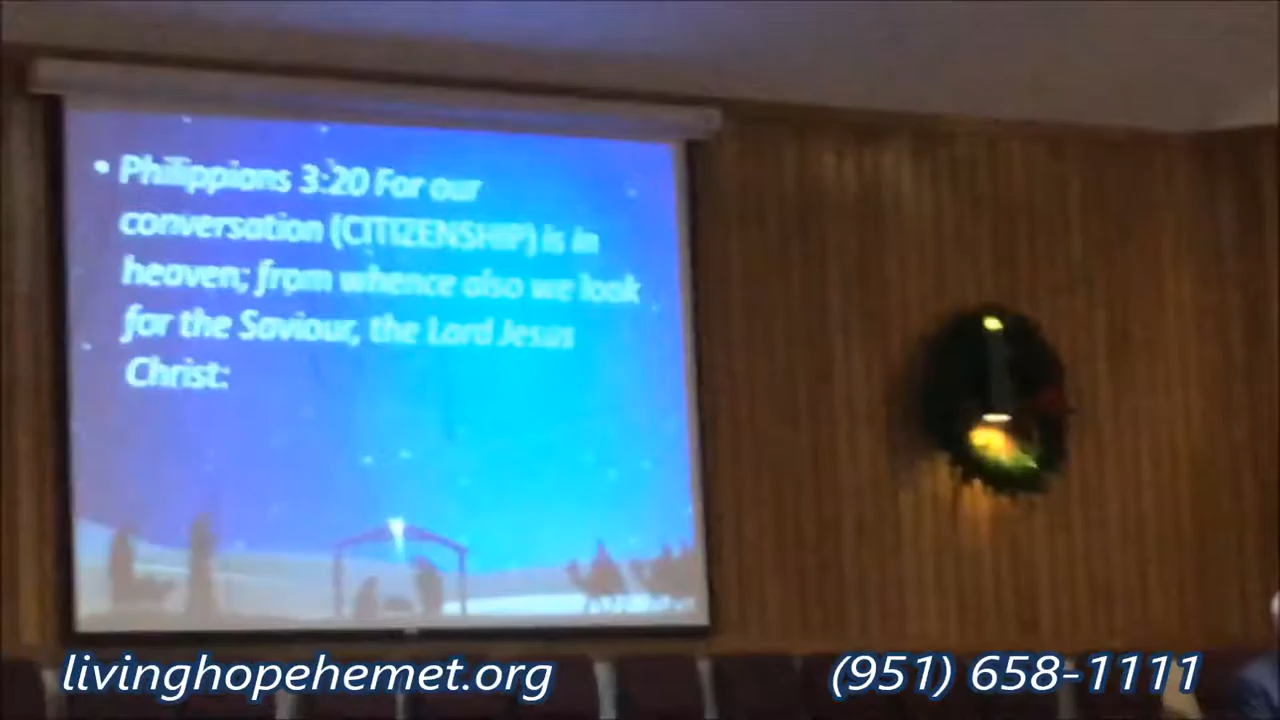 • Philippians 3:20 For our
conversation (CITIZENSHIP) is in
heaven; from whence also we look
for the Saviour, the Lord Jesus
Christ:
livinghopehemet.org
(951) 658-1111